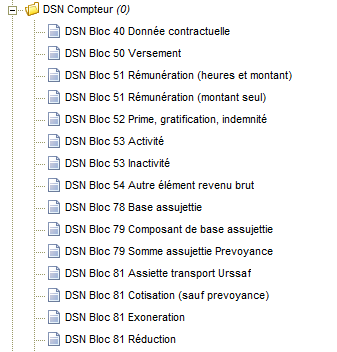 DSN Compteur (0)
DSN Bloc 40 Donnée contractuelle
DSN Bloc 50 Versement
DSN Bloc 51 Rémunération (heures et montant)
DSN Bloc 51 Rémunération (montant seul)
DSN Bloc 52 Prime, gratification, indemnité
DSN Bloc 53 Activité
DSN Bloc 53 Inactivité
DSN Bloc 54 Autre élément revenu brut
DSN Bloc 78 Base assujettie
DSN Bloc 79 Composant de base assujettie
DSN Bloc 79 Somme assujettie Prevoyance
DSN Bloc 81 Assiette transport Urssaf
DSN Bloc 81 Cotisation (sauf prevoyance)
DSN Bloc 81 Exoneration
DSN Bloc 81 Réduction